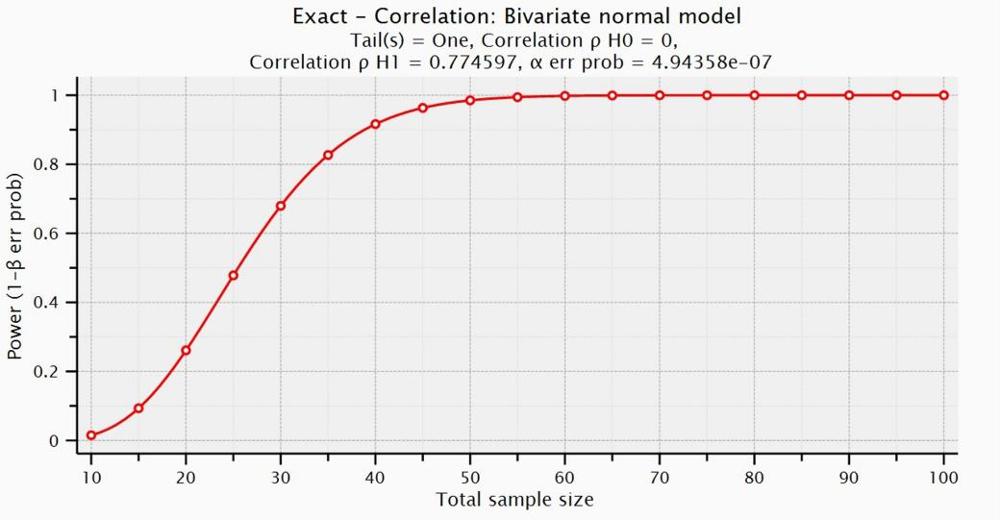 Exact – Correlation: Bivariate normal model
Tail(s) = One, Correlation ρ H0 = 0,
Correlation ρ H1 = 0.774597, α err prob = 4.94358e–07
Power (1–β err prob)
1
0.8
0.6
0.4
0.2
0
10 20 30 40 50 60 70 80 90 100
Total sample size